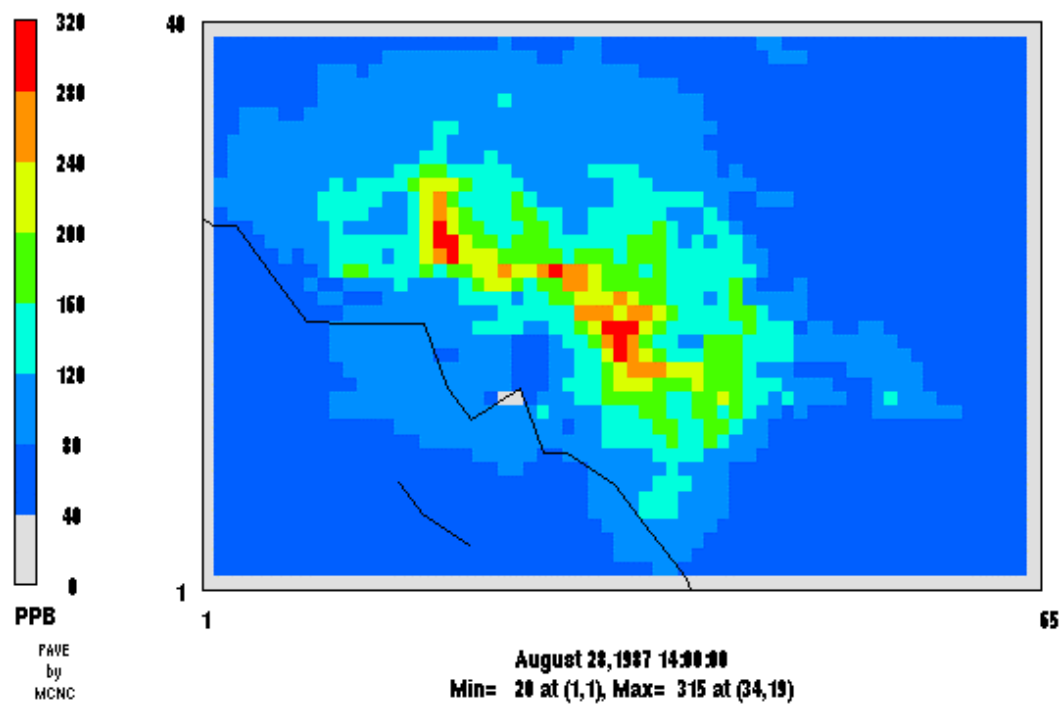 320
280
240
200
160
120
80
40
0
PPB
PAVE
by
MCNC
40
1
1
65
August 28,1987 14:00:00
Min= 20 at (1,1), Max= 315 at (34,19)